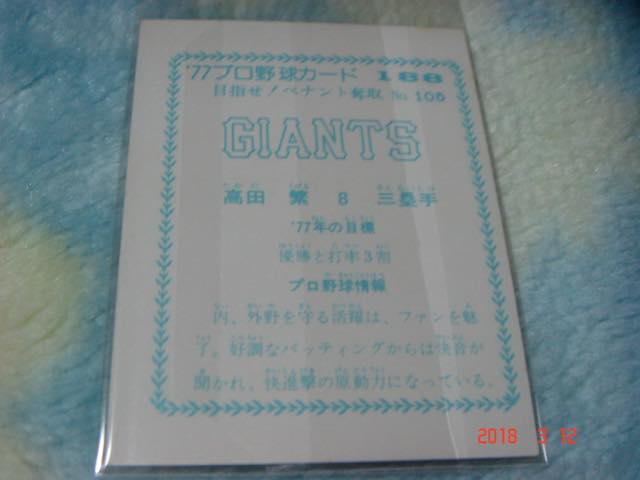 '77プロ野球カード 188
目指せ!ペナント奪取 No.105
GIANTS
高田 繁 8 三塁手
'77年の目標
優勝と打率3割
プロ野球情報
内、外野を守る活躍は、ファンを魅
了。好調なバッティングからは快音が
聞かれ、快進撃の原動力になっている。
2018 3 12